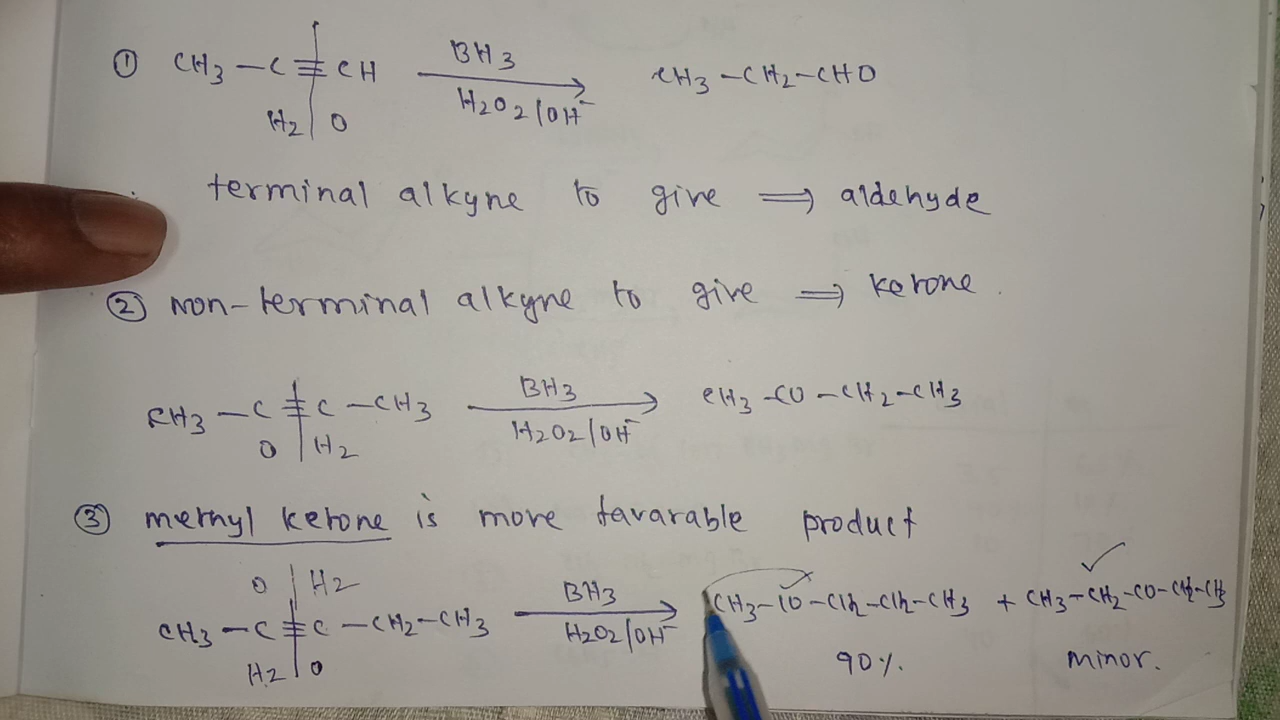 ① CH3 – C ≡ CH BH3 CH3 – CH2 – CHO
H2 O H2O2/OH⁻
terminal alkyne to give ⟹ aldehyde
② non-terminal alkyne to give ⟹ ketone.
CH3 – C ≡ C – CH3 BH3 CH3 – CO – CH2 – CH3
O H2 H2O2/OH⁻
③ methyl ketone is more favarable product
O H2
CH3 – C ≡ C – CH2 – CH3 BH3 CH3 – CO – CH2 – CH2 – CH3 + CH3 – CH2 – CO – CH2 – CH3
H2 O H2O2/OH⁻ 90%. minor.